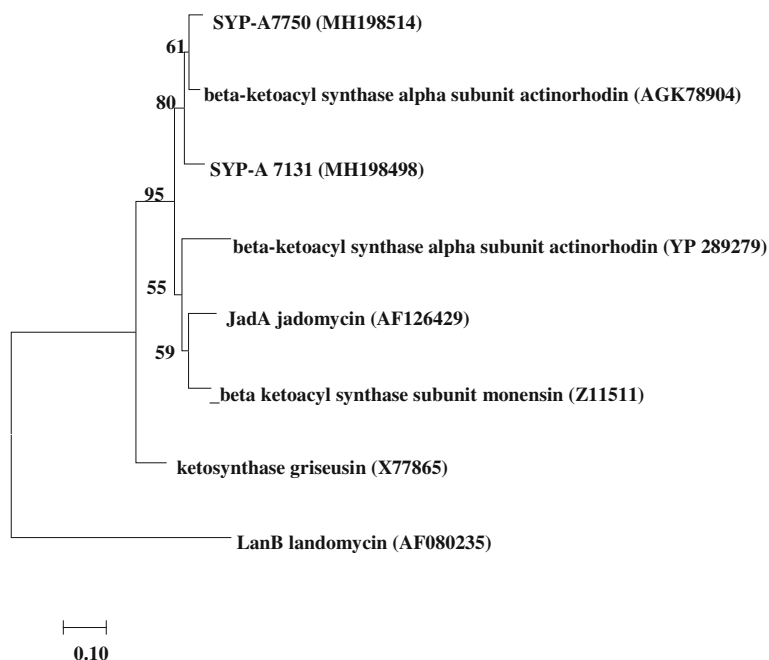 SYP-A7750 (MH198514)
61
beta-ketoacyl synthase alpha subunit actinorhodin (AGK78904)
80
SYP-A 7131 (MH198498)
95
beta-ketoacyl synthase alpha subunit actinorhodin (YP 289279)
55
JadA jadomycin (AF126429)
59
_beta ketoacyl synthase subunit monensin (Z11511)
ketosynthase griseusin (X77865)
LanB landomycin (AF080235)
0.10